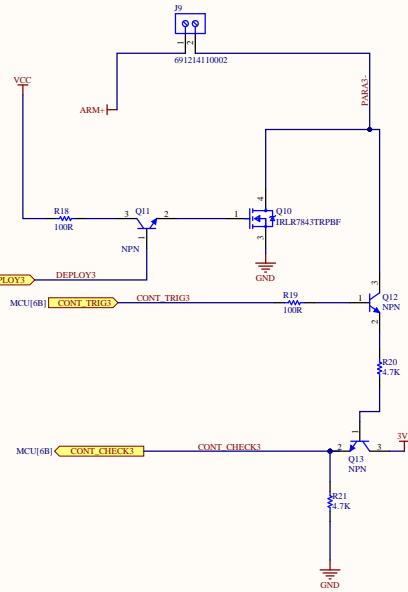 J9
1 2
691214110002
VCC
ARM+
PARA3-
R18
100R
3 Q11 2
1
NPN
4
1 Q10
IRLR7843TRPBF
3
GND
PLOY3 DEPLOY3
MCU[6B] CONT_TRIG3 CONT_TRIG3
R19
100R
3
1 Q12
NPN
2
R20
4.7K
1
MCU[6B] CONT_CHECK3 CONT_CHECK3
2 3 3V
Q13
NPN
R21
4.7K
GND